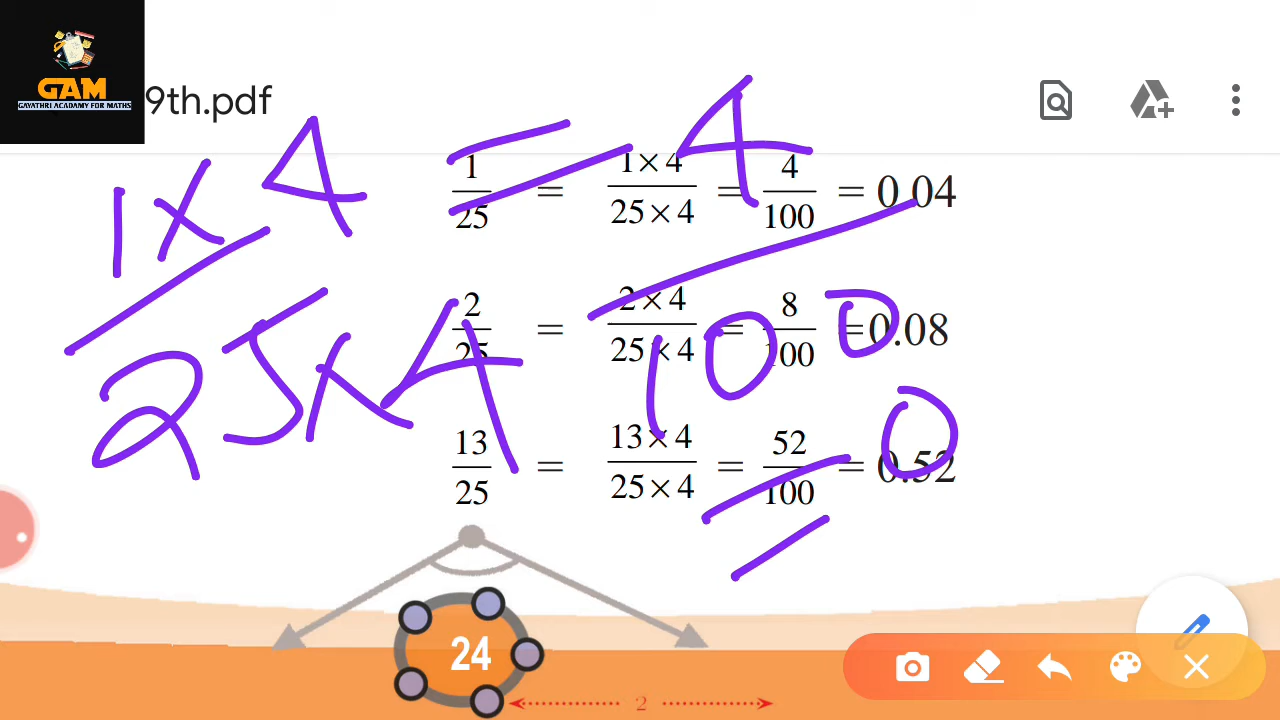 GAM
GAYATHRI ACADAMY FOR MATHS
9th.pdf
1/25 = 1×4/25×4 = 4/100 = 0.04
2/25 = 2×4/25×4 = 8/100 = 0.08
13/25 = 13×4/25×4 = 52/100 = 0.52
1×4 = 4
25×4 = 100
24
2